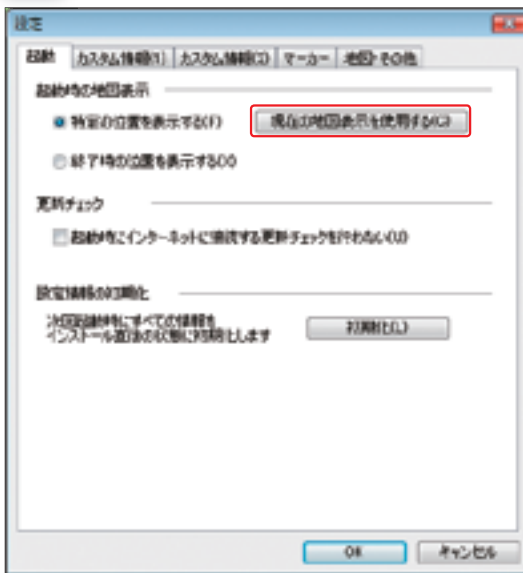 設定
起動 カスタム情報(1) カスタム情報(2) マーカー 地図・その他
起動時の地図表示
特定の位置を表示する(F) 現在の地図表示を使用する(C)
終了時の位置を表示する(X)
更新チェック
起動時にインターネットに接続する更新チェックを行わない(U)
設定情報の初期化
次回起動時にすべての情報を
インストール直後の状態に初期化します
初期化(L)
OK キャンセル